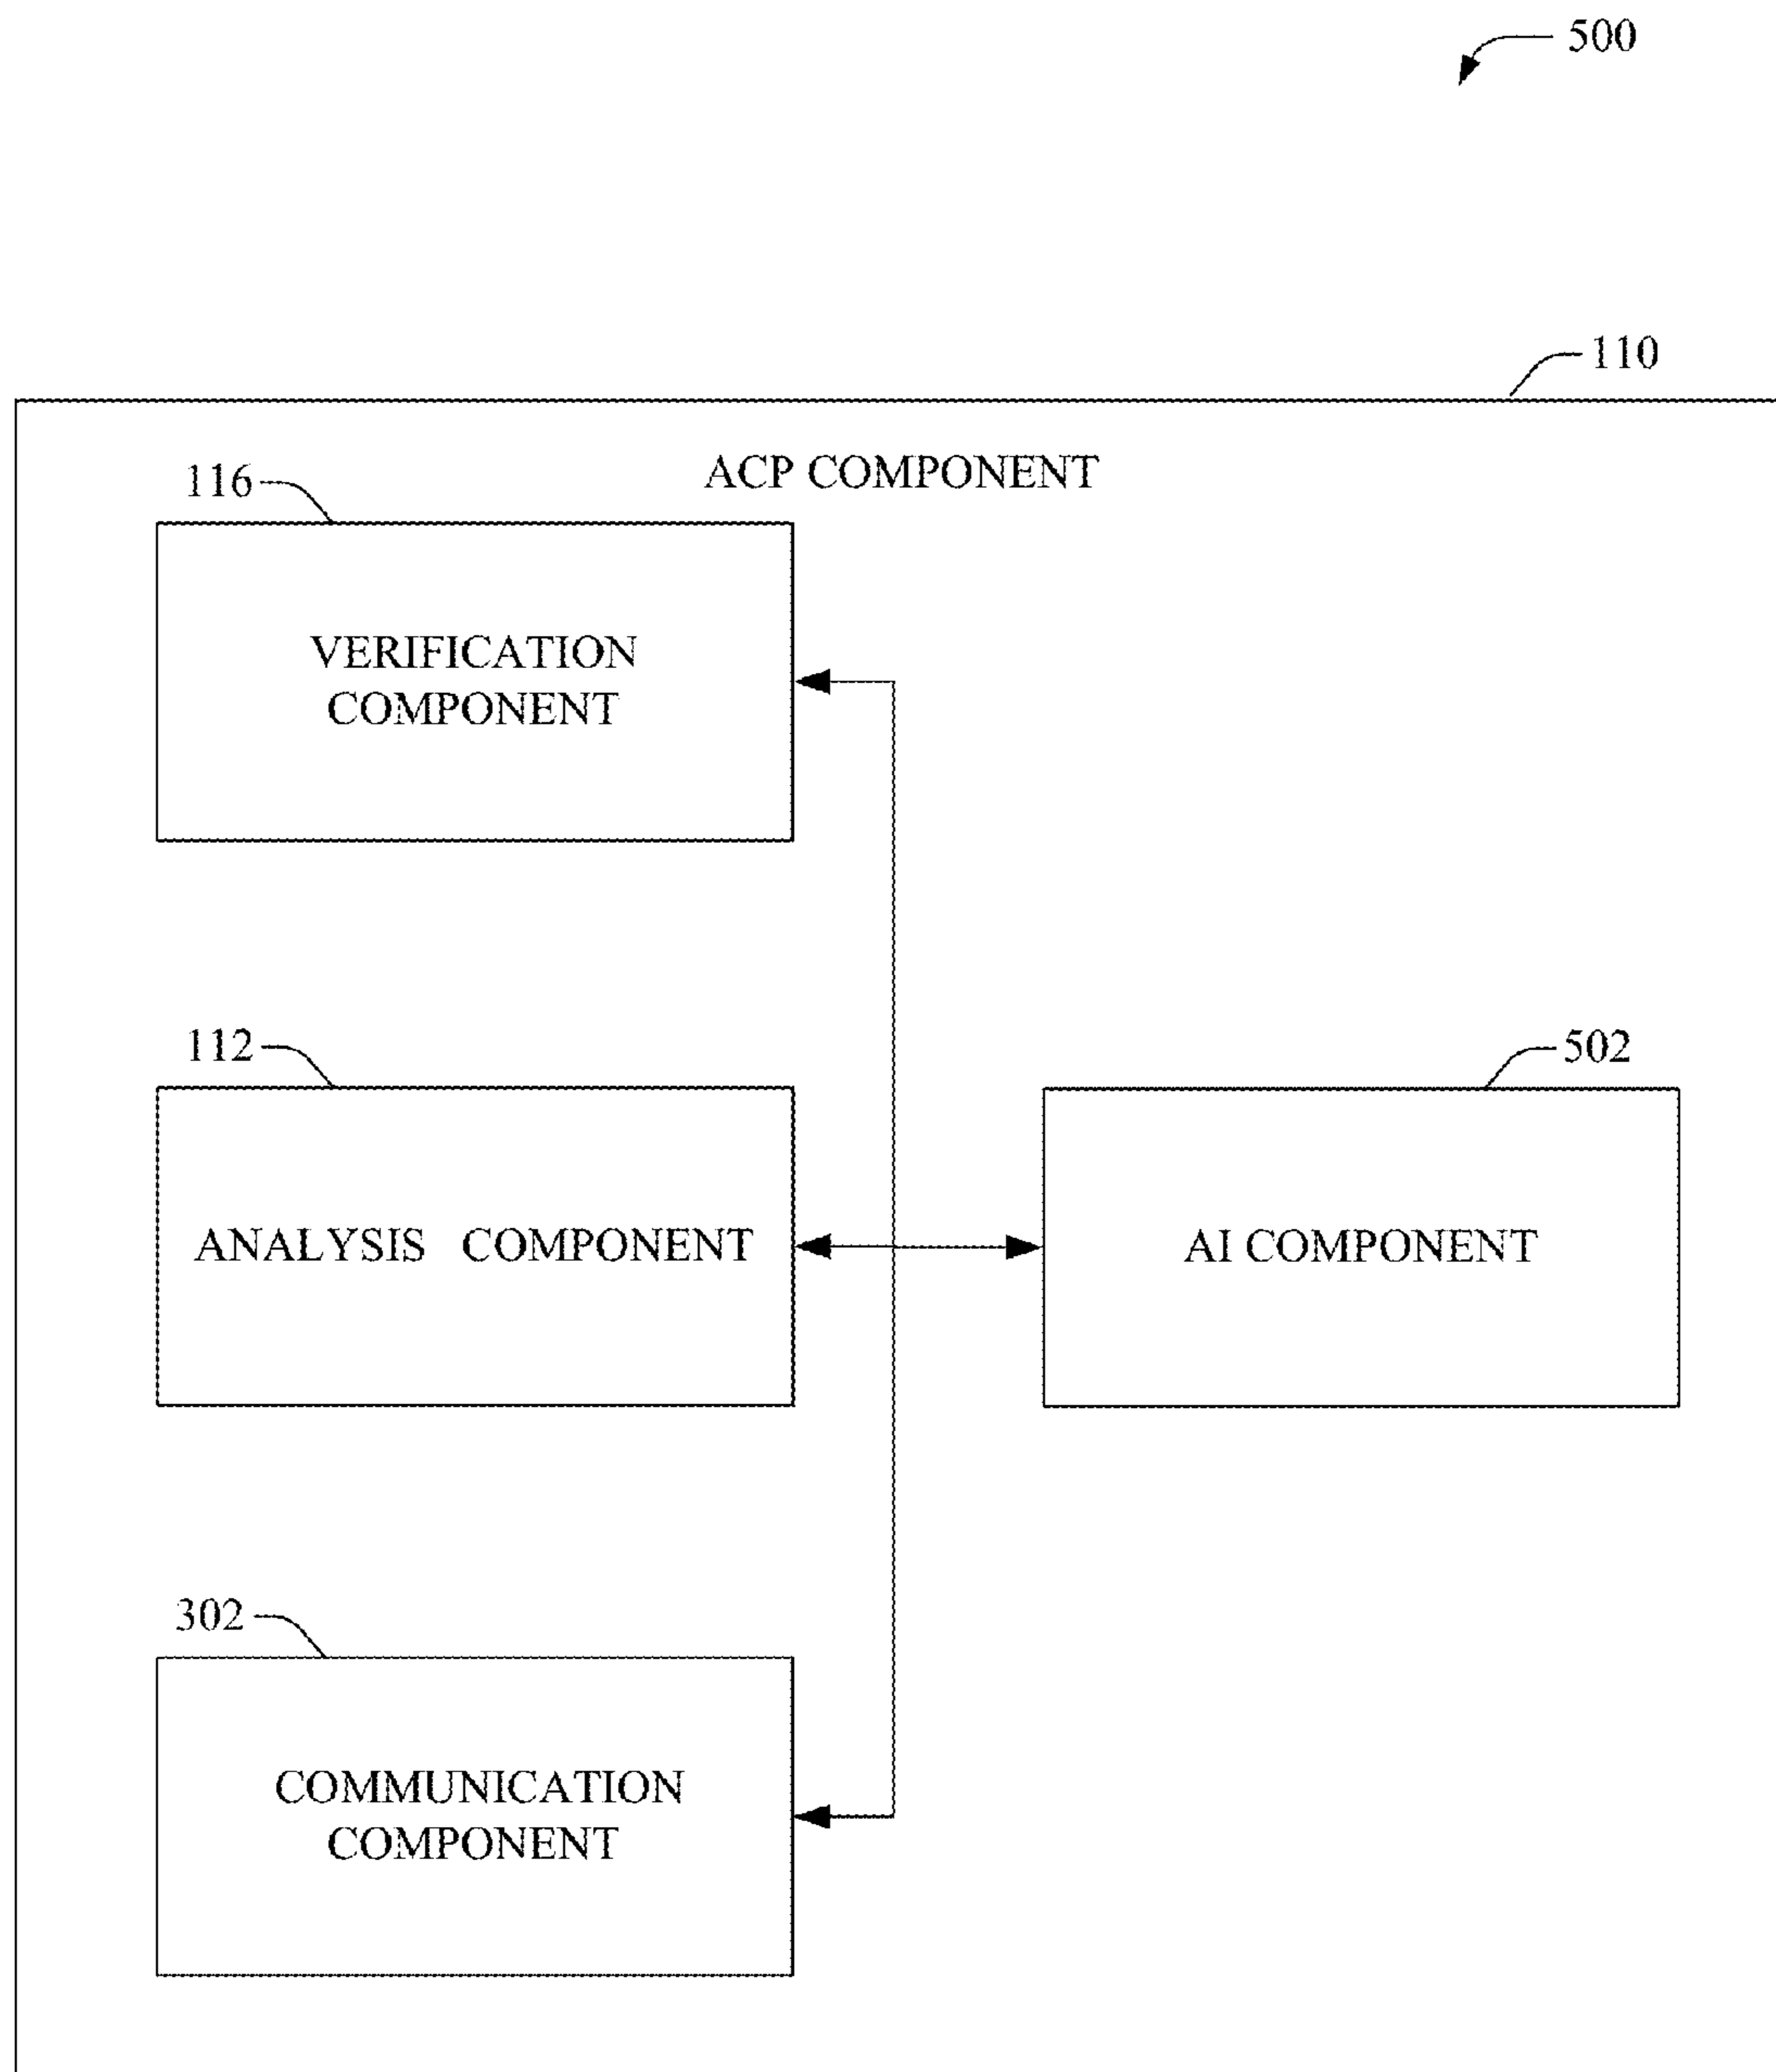 500
110
ACP COMPONENT
116
VERIFICATION
COMPONENT
112
ANALYSIS COMPONENT
502
AI COMPONENT
302
COMMUNICATION
COMPONENT